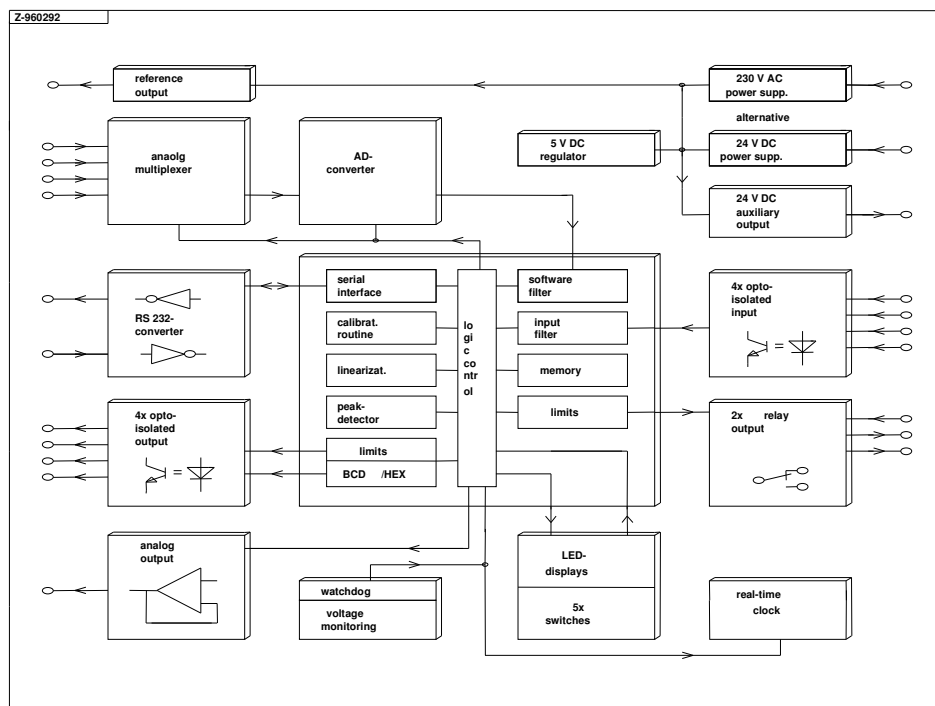 Z-960292
reference
output
230 V AC
power supp.
alternative
anaolg
multiplexer
AD-
converter
5 V DC
regulator
24 V DC
power supp.
24 V DC
auxiliary
output
RS 232-
converter
serial
interface
calibrat.
routine
linearizat.
peak-
detector
limits
BCD /HEX
lo
gi
c
co
ntr
ol
software
filter
input
filter
memory
limits
4x opto-
isolated
input
=
4x opto-
isolated
output
=
2x relay
output
analog
output
watchdog
voltage
monitoring
LED-
displays
5x
switches
real-time
clock